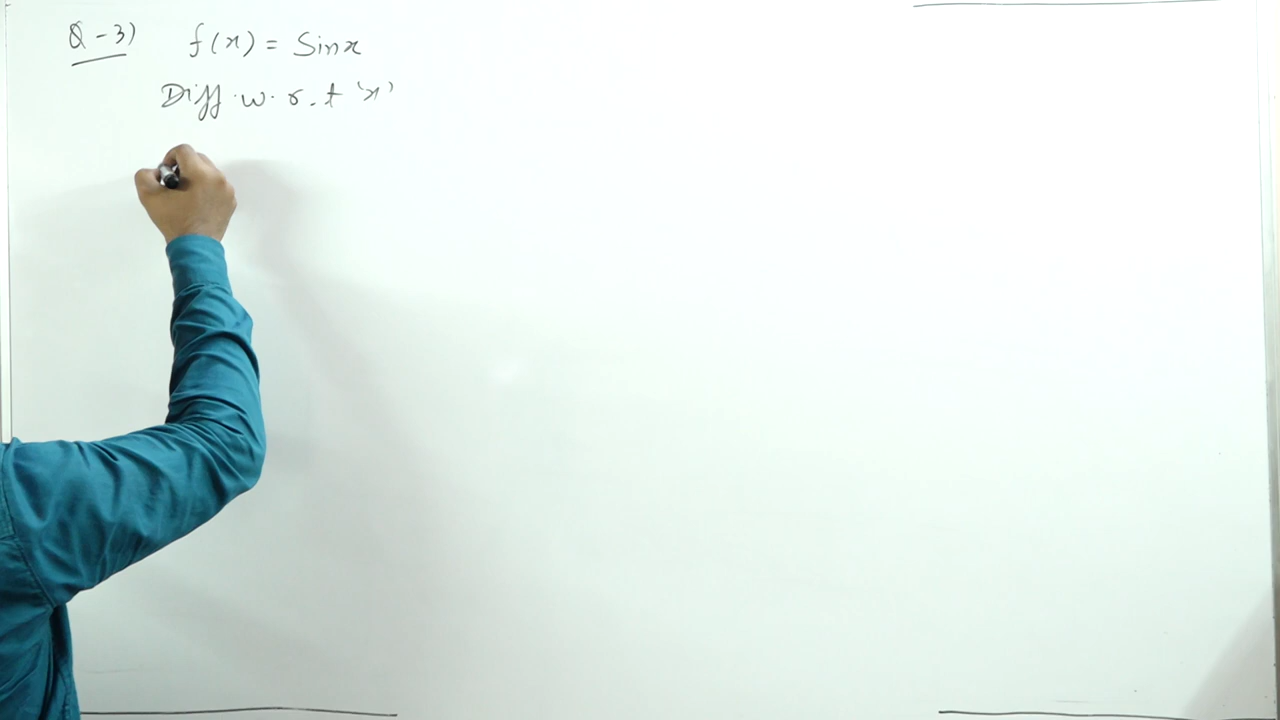 Q-3) f(x) = Sinx
Diff. w. r. t 'x'